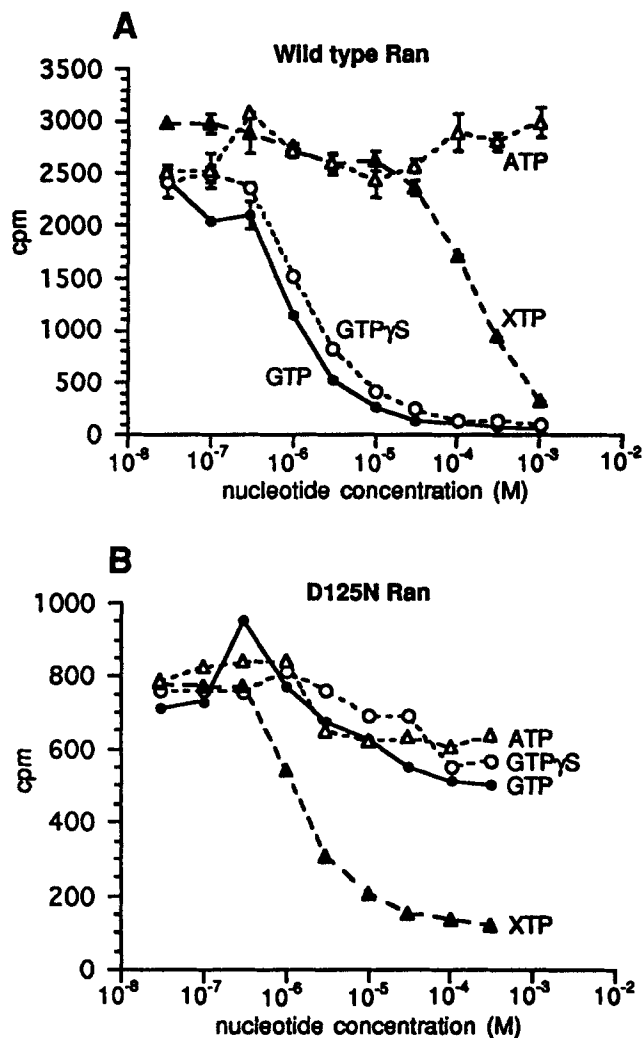 A
Wild type Ran
3500
3000
2500
2000
1500
1000
500
0
cpm
ATP
XTP
GTPγS
GTP
10⁻⁸ 10⁻⁷ 10⁻⁶ 10⁻⁵ 10⁻⁴ 10⁻³ 10⁻²
nucleotide concentration (M)
B
D125N Ran
1000
800
600
400
200
0
cpm
ATP
GTPγS
GTP
XTP
10⁻⁸ 10⁻⁷ 10⁻⁶ 10⁻⁵ 10⁻⁴ 10⁻³ 10⁻²
nucleotide concentration (M)